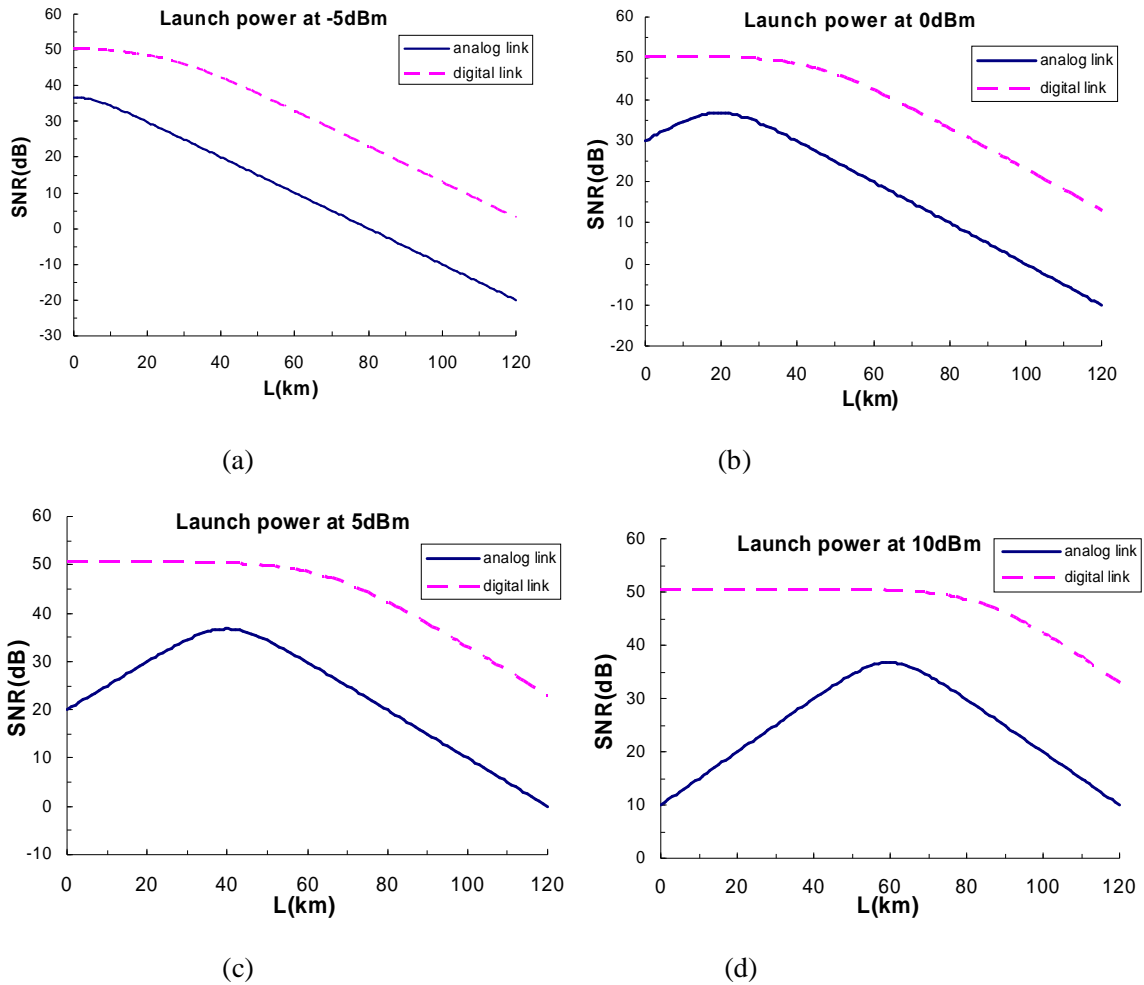 Launch power at -5dBm
analog link
digital link
60
50
40
30
20
10
0
-10
-20
-30
SNR(dB)
0 20 40 60 80 100 120
L(km)
(a)
Launch power at 0dBm
analog link
digital link
60
50
40
30
20
10
0
-10
-20
SNR(dB)
0 20 40 60 80 100 120
L(km)
(b)
Launch power at 5dBm
analog link
digital link
60
50
40
30
20
10
0
-10
SNR(dB)
0 20 40 60 80 100 120
L(km)
(c)
Launch power at 10dBm
analog link
digital link
60
50
40
30
20
10
0
SNR(dB)
0 20 40 60 80 100 120
L(km)
(d)